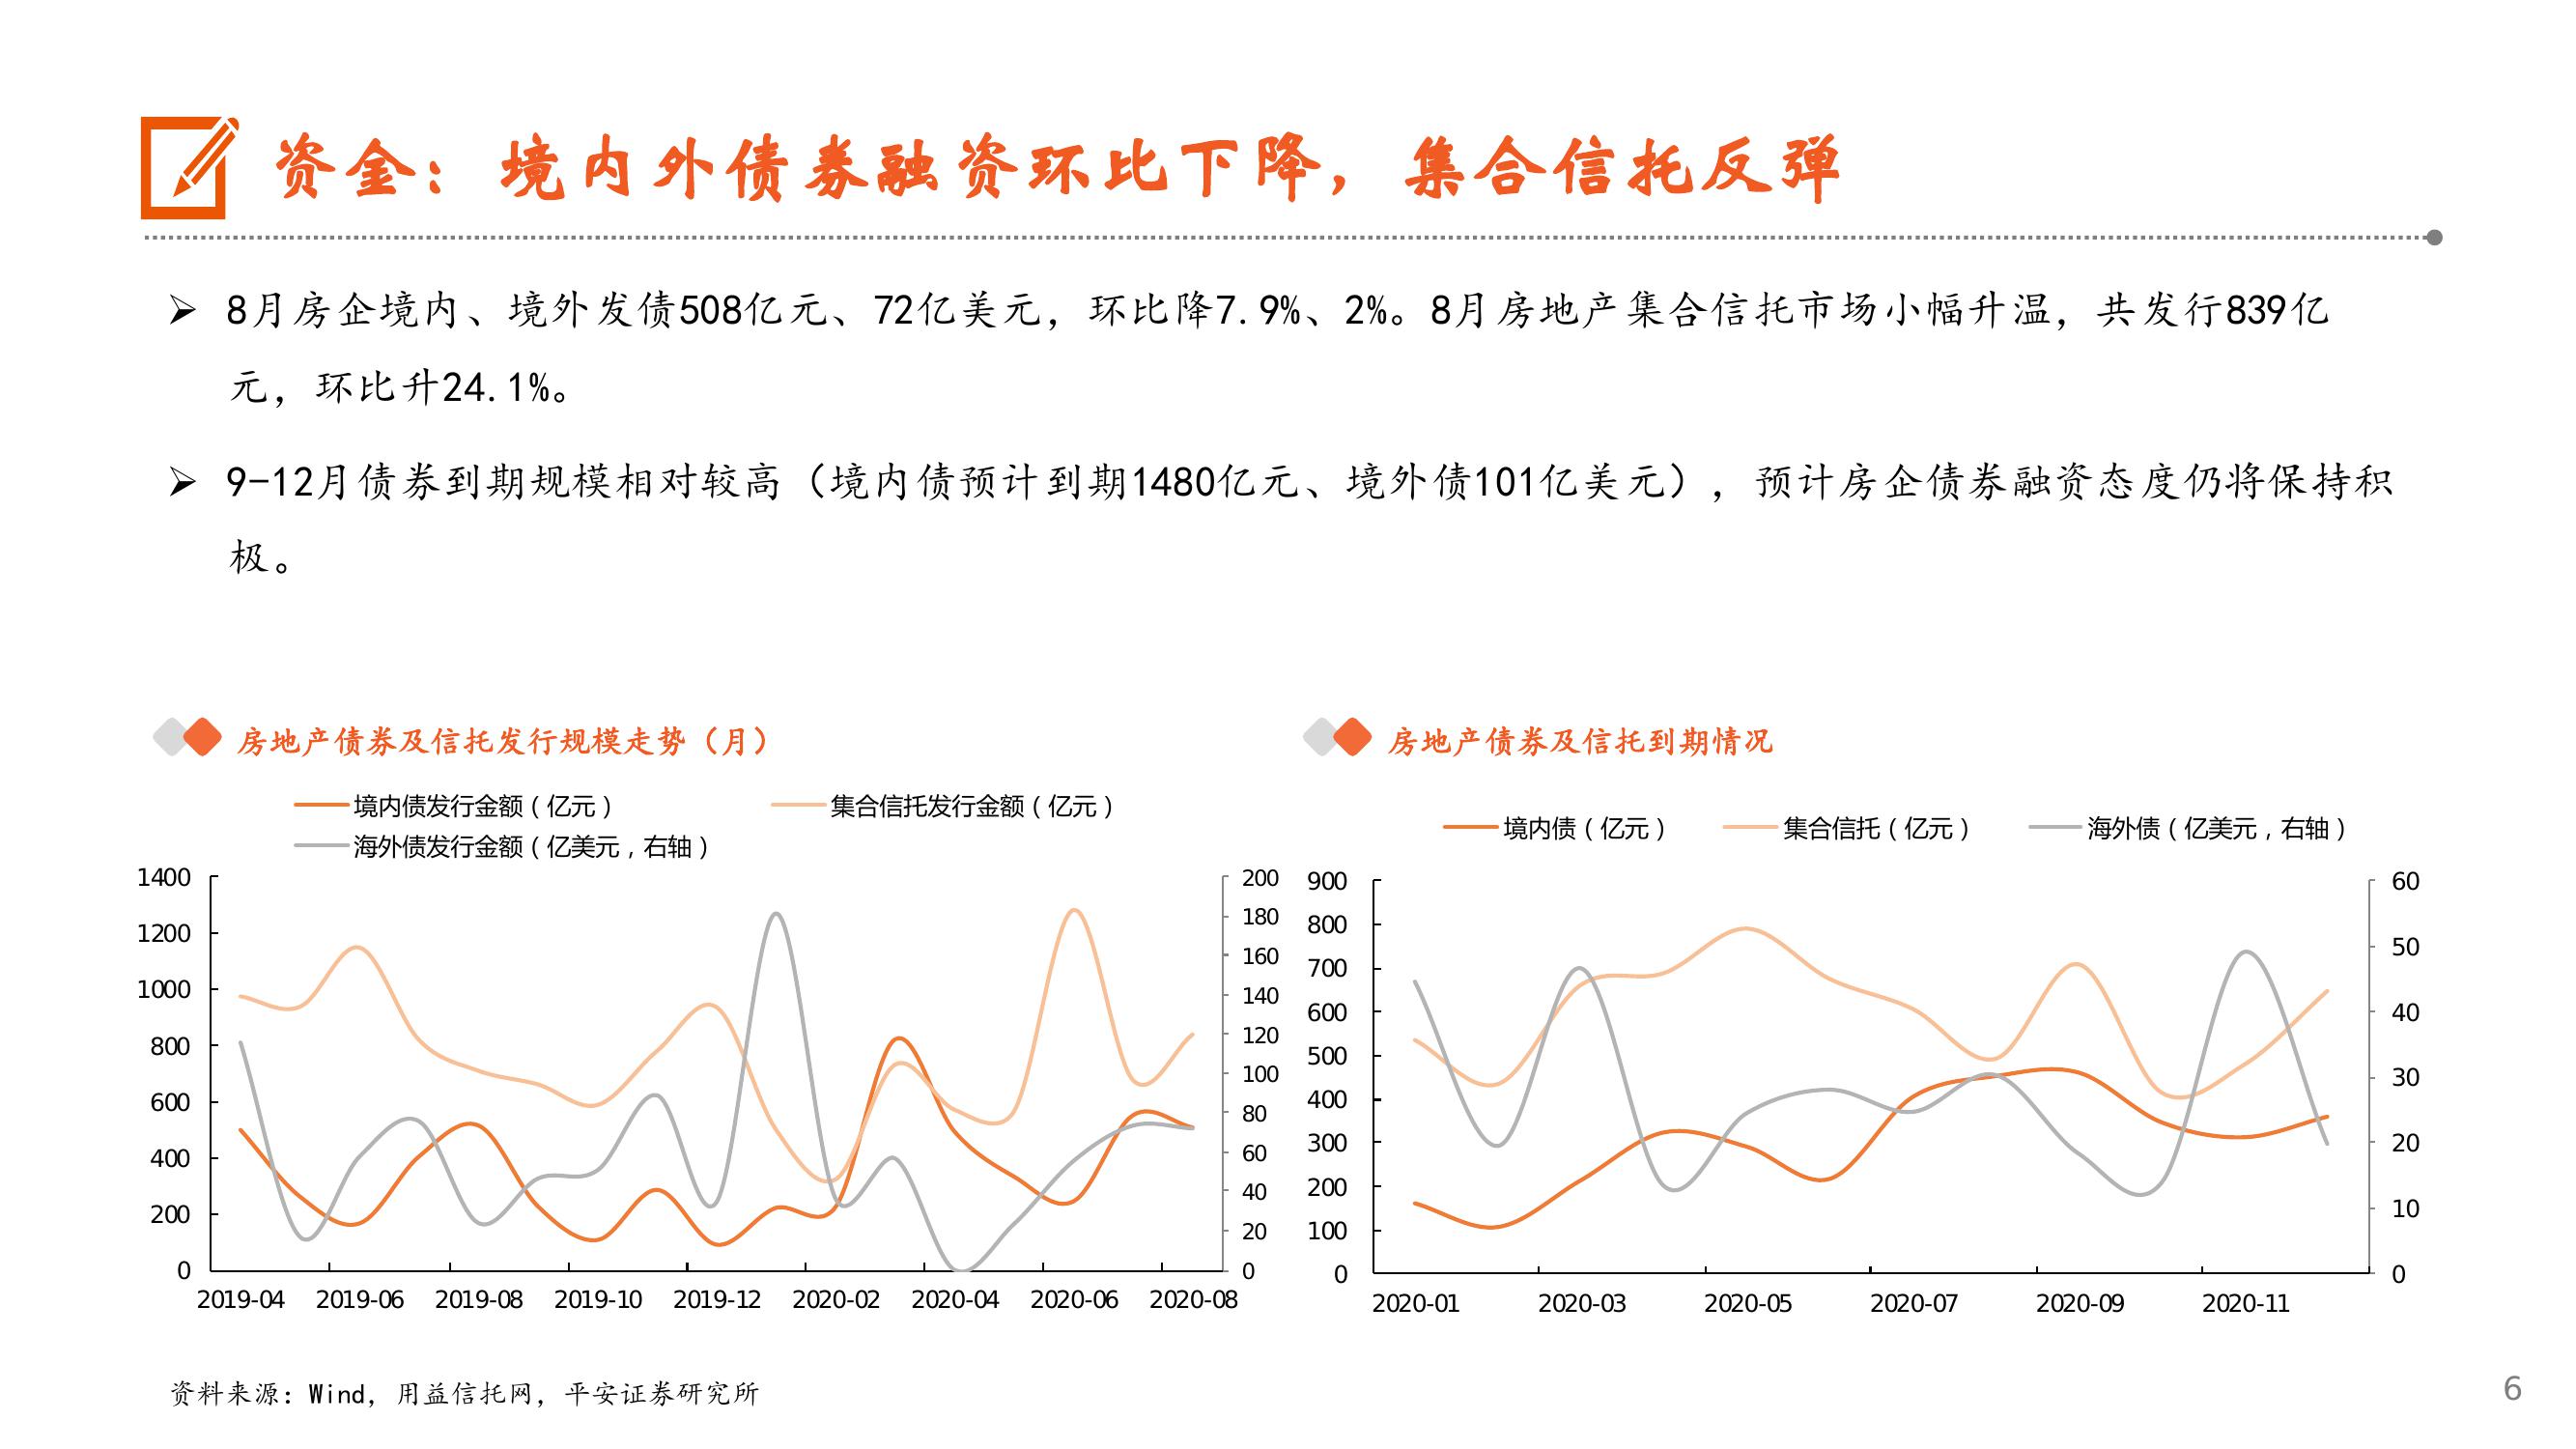 资金：境内外债券融资环比下降，集合信托反弹
8月房企境内、境外发债508亿元、72亿美元，环比降7.9%、2%。8月房地产集合信托市场小幅升温，共发行839亿
元，环比升24.1%。
9-12月债券到期规模相对较高（境内债预计到期1480亿元、境外债101亿美元），预计房企债券融资态度仍将保持积
极。
房地产债券及信托发行规模走势（月）
境内债发行金额（亿元） 集合信托发行金额（亿元）
海外债发行金额（亿美元，右轴）
1400
1200
1000
800
600
400
200
0
200
180
160
140
120
100
80
60
40
20
0
2019-04 2019-06 2019-08 2019-10 2019-12 2020-02 2020-04 2020-06 2020-08
房地产债券及信托到期情况
境内债（亿元） 集合信托（亿元） 海外债（亿美元，右轴）
900
800
700
600
500
400
300
200
100
0
60
50
40
30
20
10
0
2020-01 2020-03 2020-05 2020-07 2020-09 2020-11
资料来源：Wind，用益信托网，平安证券研究所
6